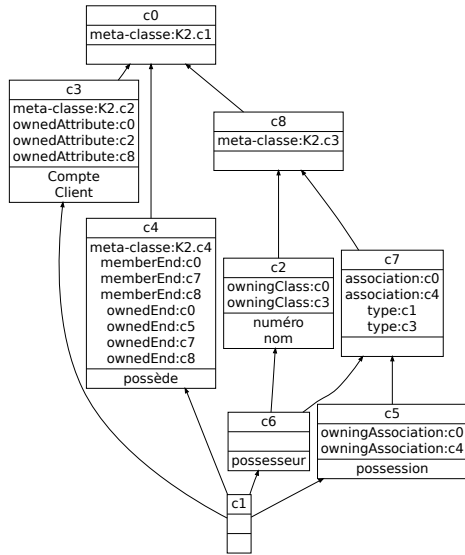 c0
meta-classe:K2.c1
c3
meta-classe:K2.c2
ownedAttribute:c0
ownedAttribute:c2
ownedAttribute:c8
Compte
Client
c8
meta-classe:K2.c3
c4
meta-classe:K2.c4
memberEnd:c0
memberEnd:c7
memberEnd:c8
ownedEnd:c0
ownedEnd:c5
ownedEnd:c7
ownedEnd:c8
possède
c2
owningClass:c0
owningClass:c3
numéro
nom
c7
association:c0
association:c4
type:c1
type:c3
c6
possesseur
c5
owningAssociation:c0
owningAssociation:c4
possession
c1